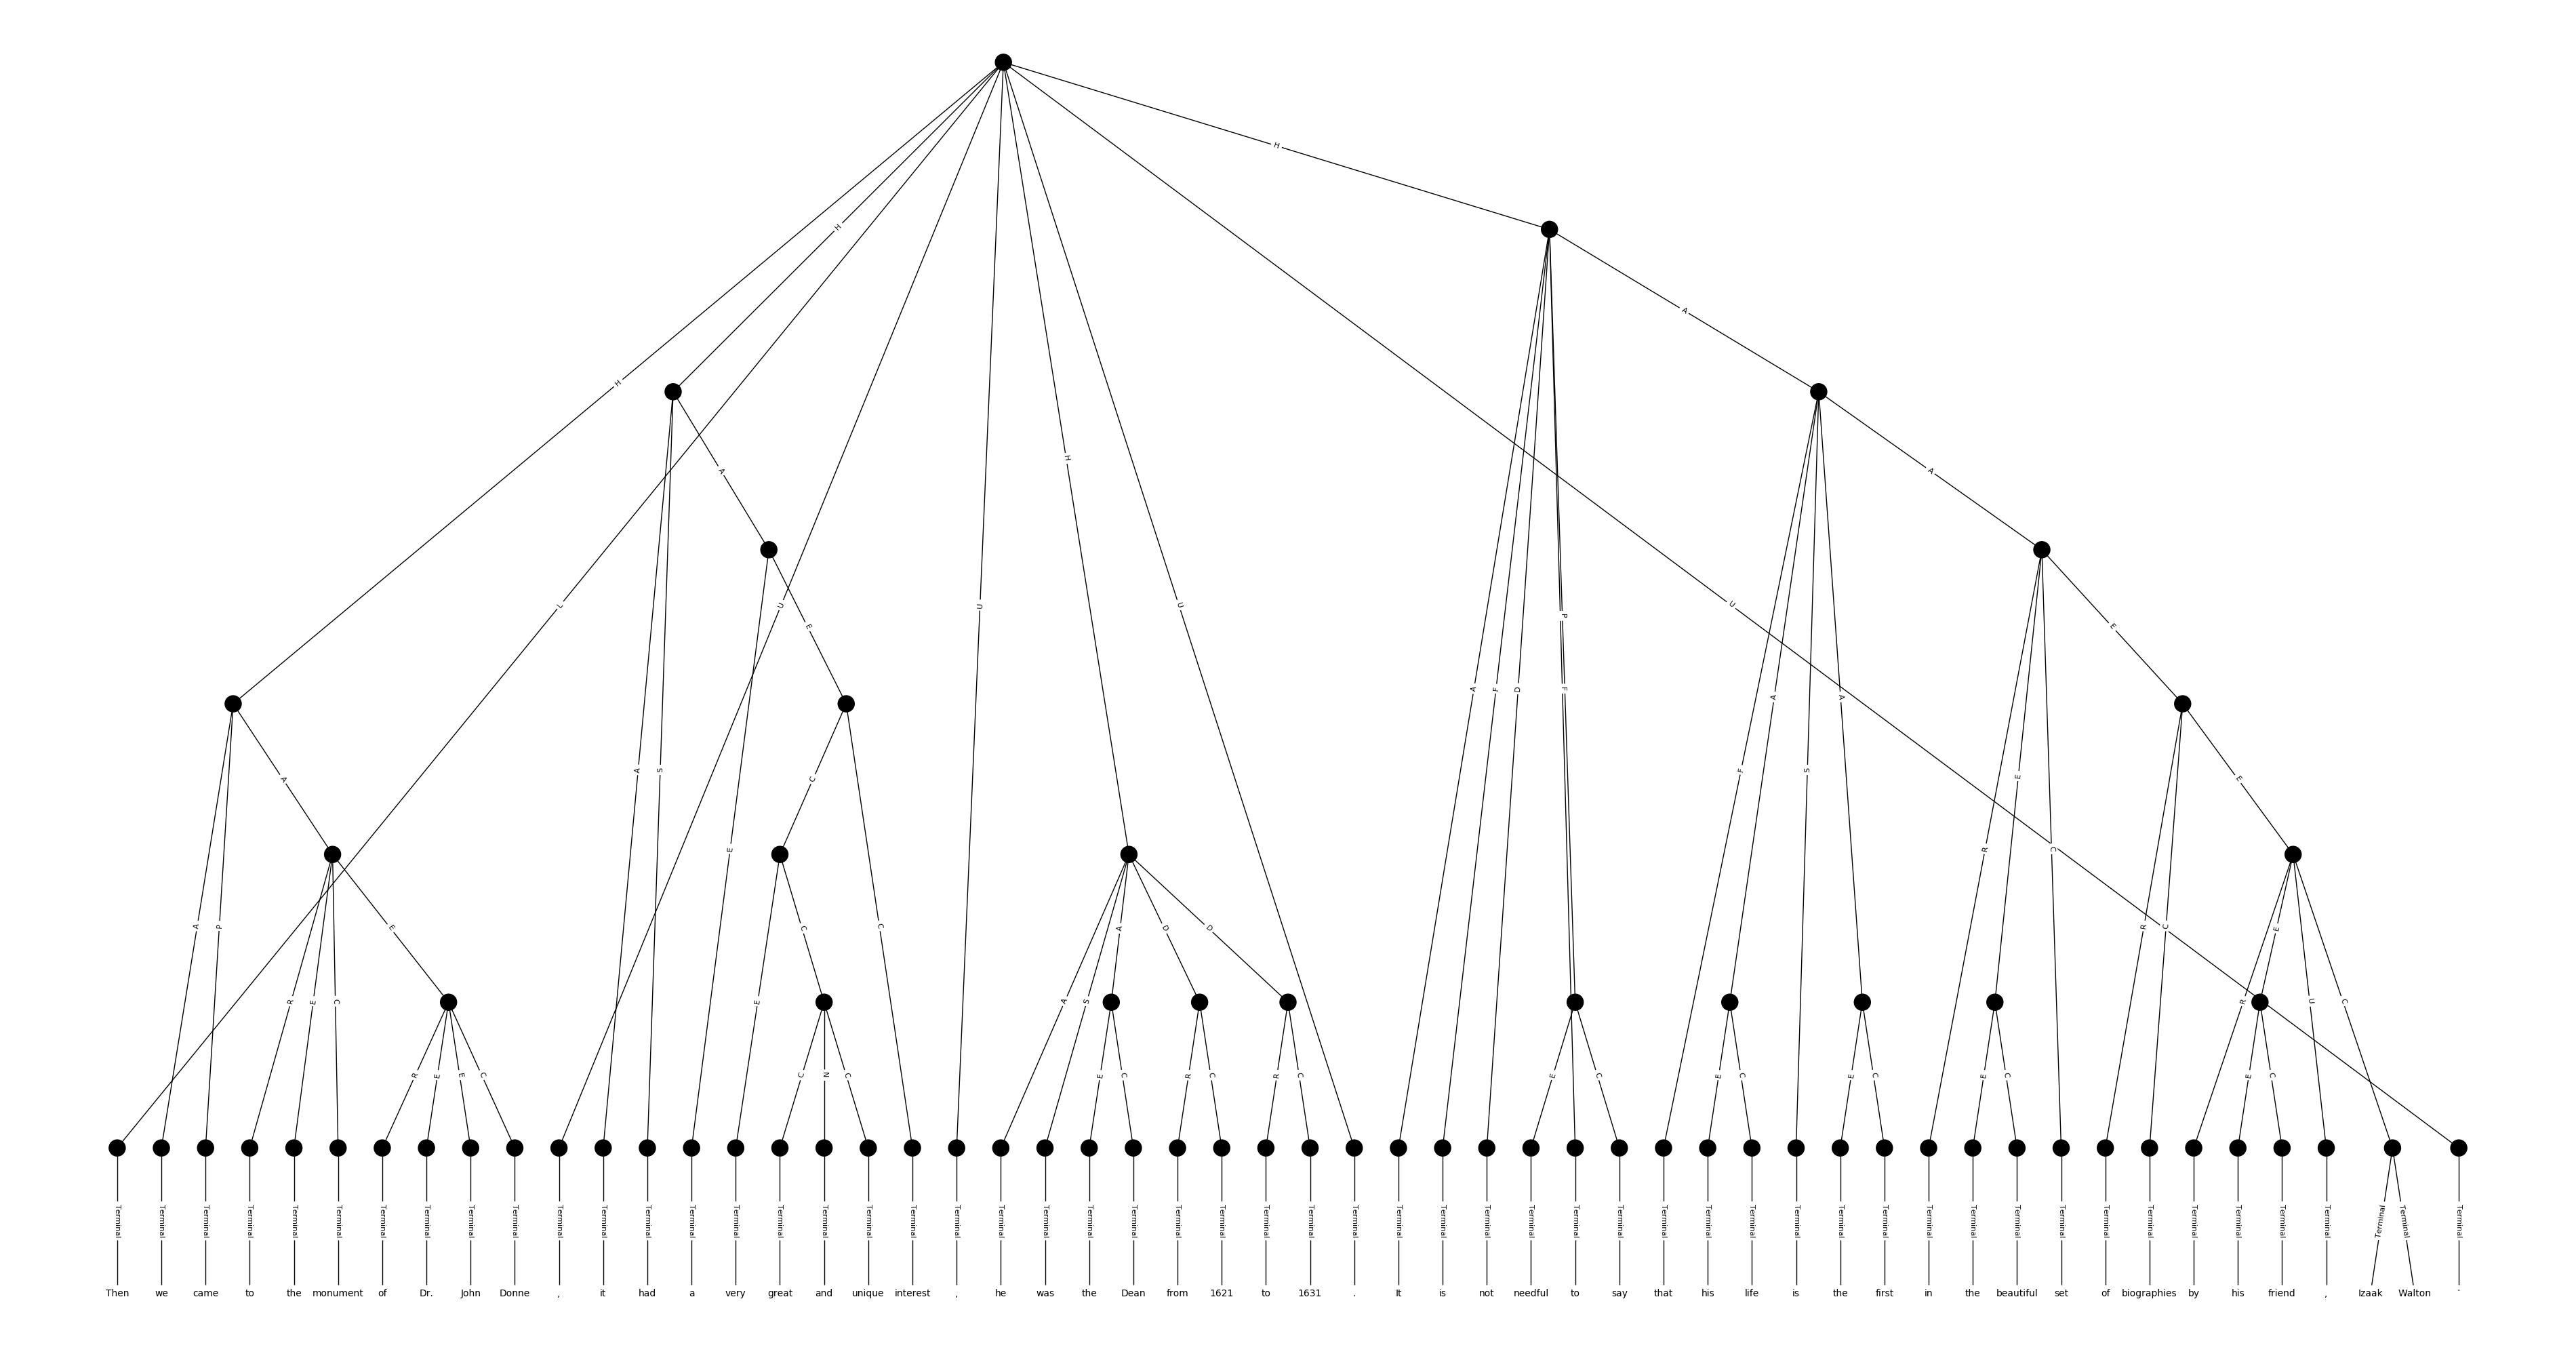 H
H
H
A
H
A
A
H
L
U
E
U
U
E
P
U
A
F
D
F
A
A
A
S
A
S
C
E
F
S
A
E
E
E
R
C
A
P
E
C
C
A
D
D
R
C
E
R
E
C
E
A
S
R
U
C
R
E
E
C
C
N
C
E
C
R
C
R
C
E
C
E
C
E
C
E
C
E
C
Terminal Terminal Terminal Terminal Terminal Terminal Terminal Terminal Terminal Terminal Terminal Terminal Terminal Terminal Terminal Terminal Terminal Terminal Terminal Terminal Terminal Terminal Terminal Terminal Terminal Terminal Terminal Terminal Terminal Terminal Terminal Terminal Terminal Terminal Terminal Terminal Terminal Terminal Terminal Terminal Terminal Terminal Terminal Terminal Terminal Terminal Terminal Terminal Terminal Terminal Terminal Terminal Terminal Terminal
Then we came to the monument of Dr. John Donne , it had a very great and unique interest , he was the Dean from 1621 to 1631 . It is not needful to say that his life is the first in the beautiful set of biographies by his friend , Izaak Walton .